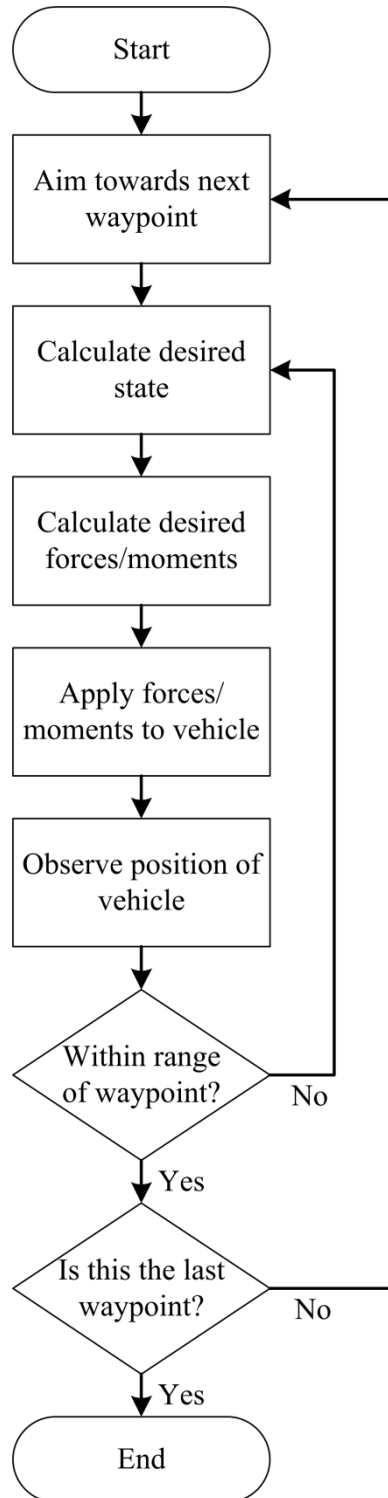 Start
Aim towards next
waypoint
Calculate desired
state
Calculate desired
forces/moments
Apply forces/
moments to vehicle
Observe position of
vehicle
Within range
of waypoint?
No
Yes
Is this the last
waypoint?
No
Yes
End